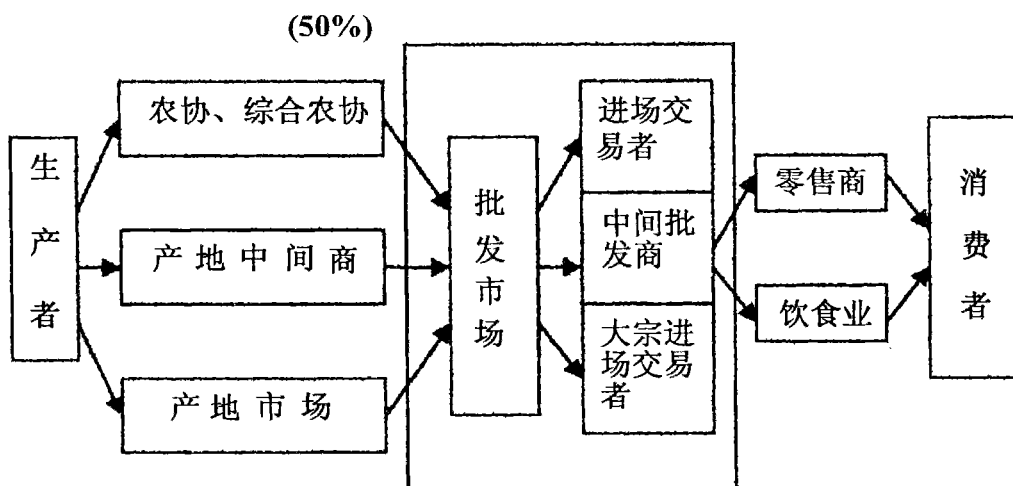 (50%)
生产者
农协、综合农协
产地中间商
产地市场
批发市场
进场交
易者
中间批
发商
大宗进
场交易
者
零售商
饮食业
消费者